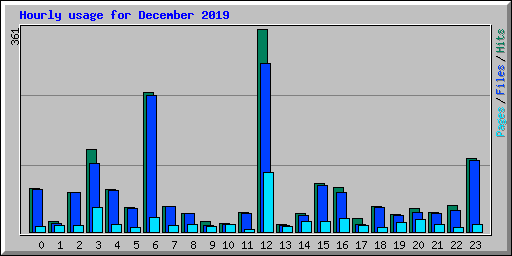 Hourly usage for December 2019
361
Pages/Files/Hits
0 1 2 3 4 5 6 7 8 9 10 11 12 13 14 15 16 17 18 19 20 21 22 23